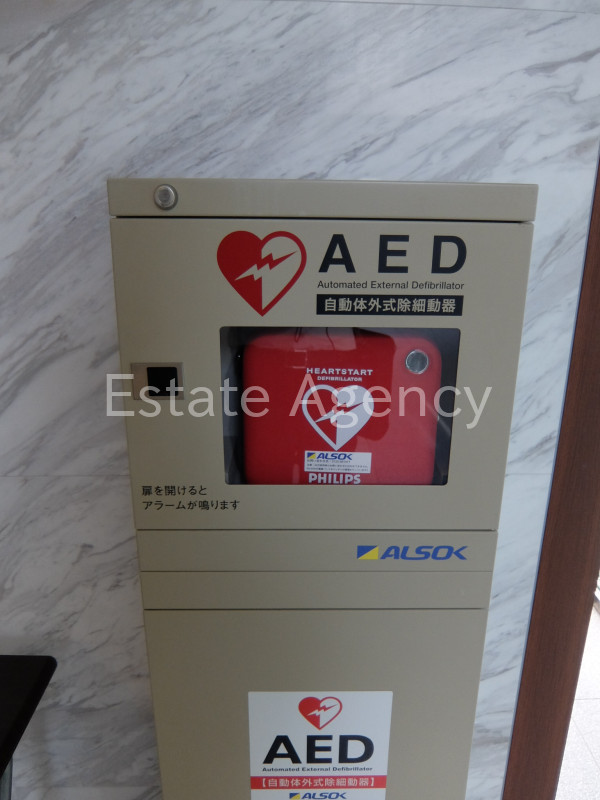 AED
Automated External Defibrillator
自動体外式除細動器
HEARTSTART
DEFIBRILLATOR
Estate Agency
ALSOK
PHILIPS
扉を開けると
アラームが鳴ります
ALSOK
AED
Automated External Defibrillator
【自動体外式除細動器】
ALSOK